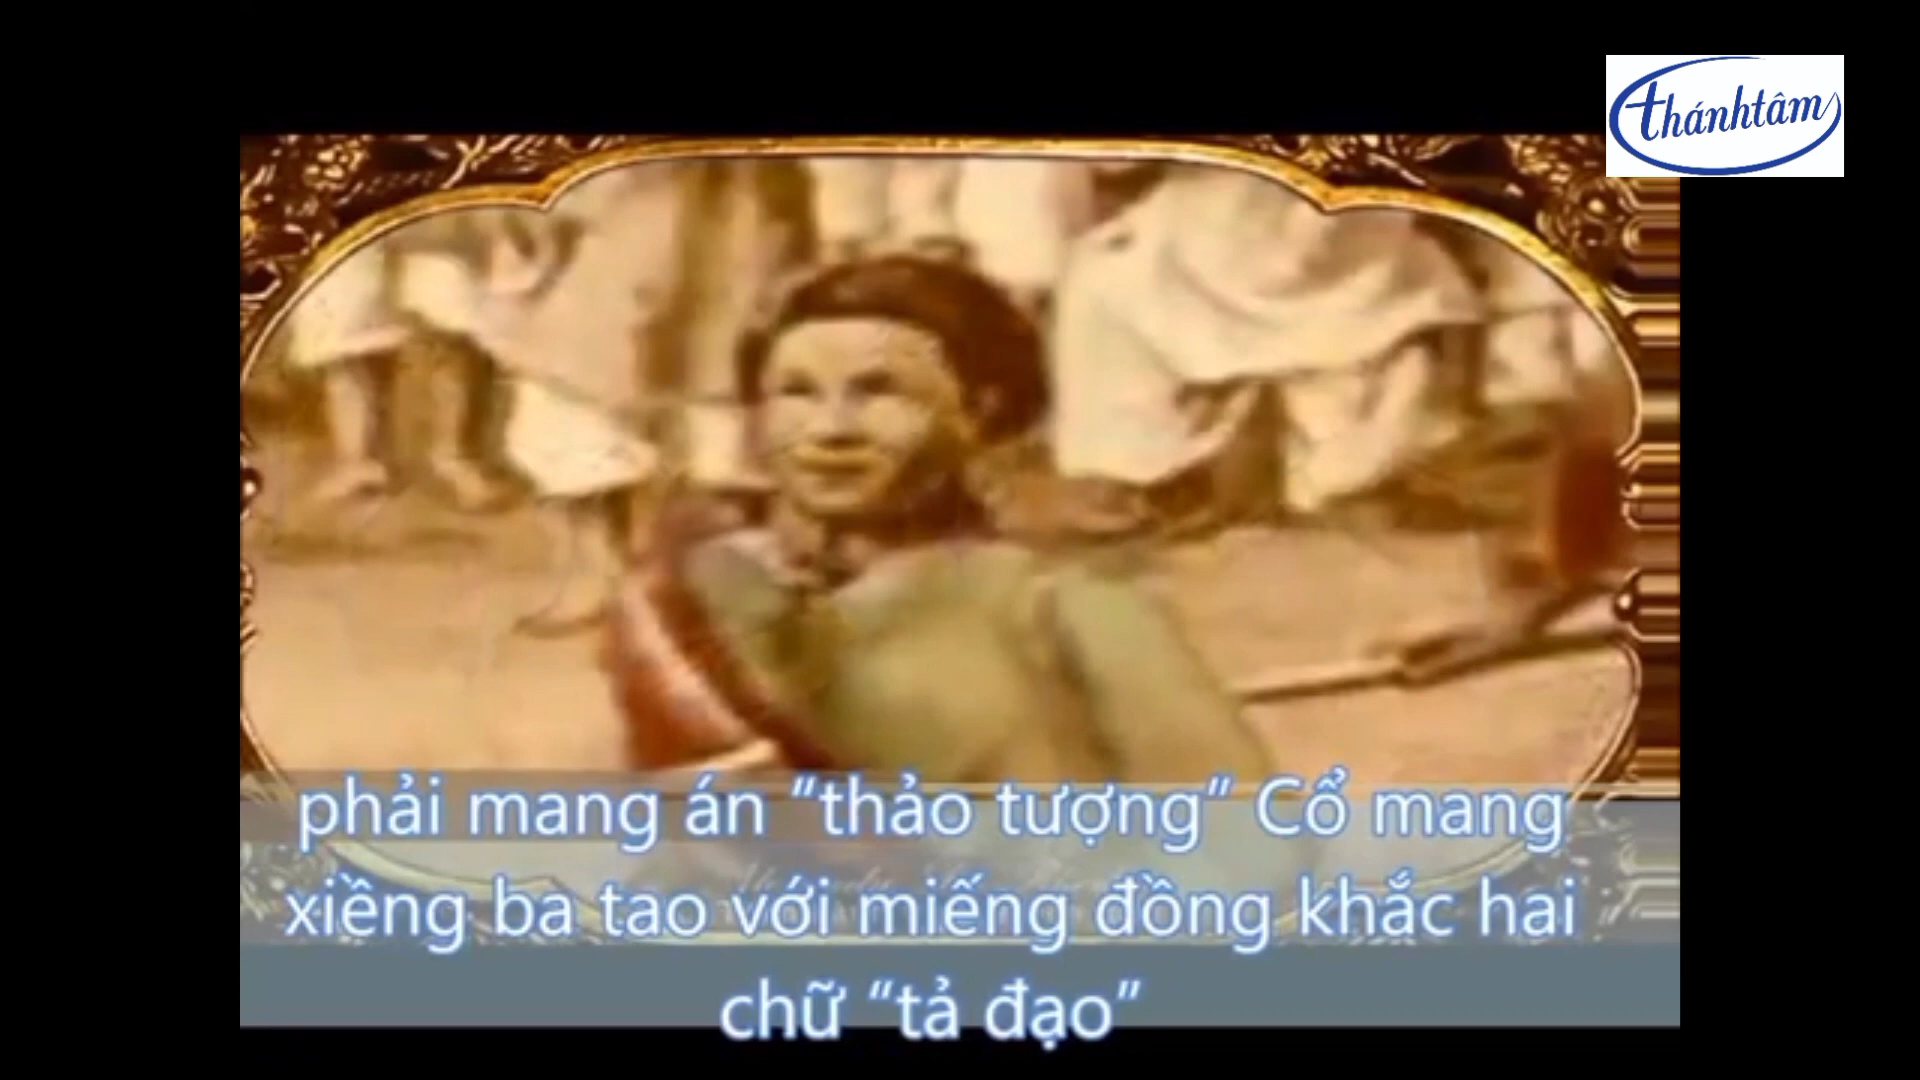 thánhtâm
phải mang án “thảo tượng” Cổ mang
xiềng ba tao với miếng đồng khắc hai
chữ “tả đạo”